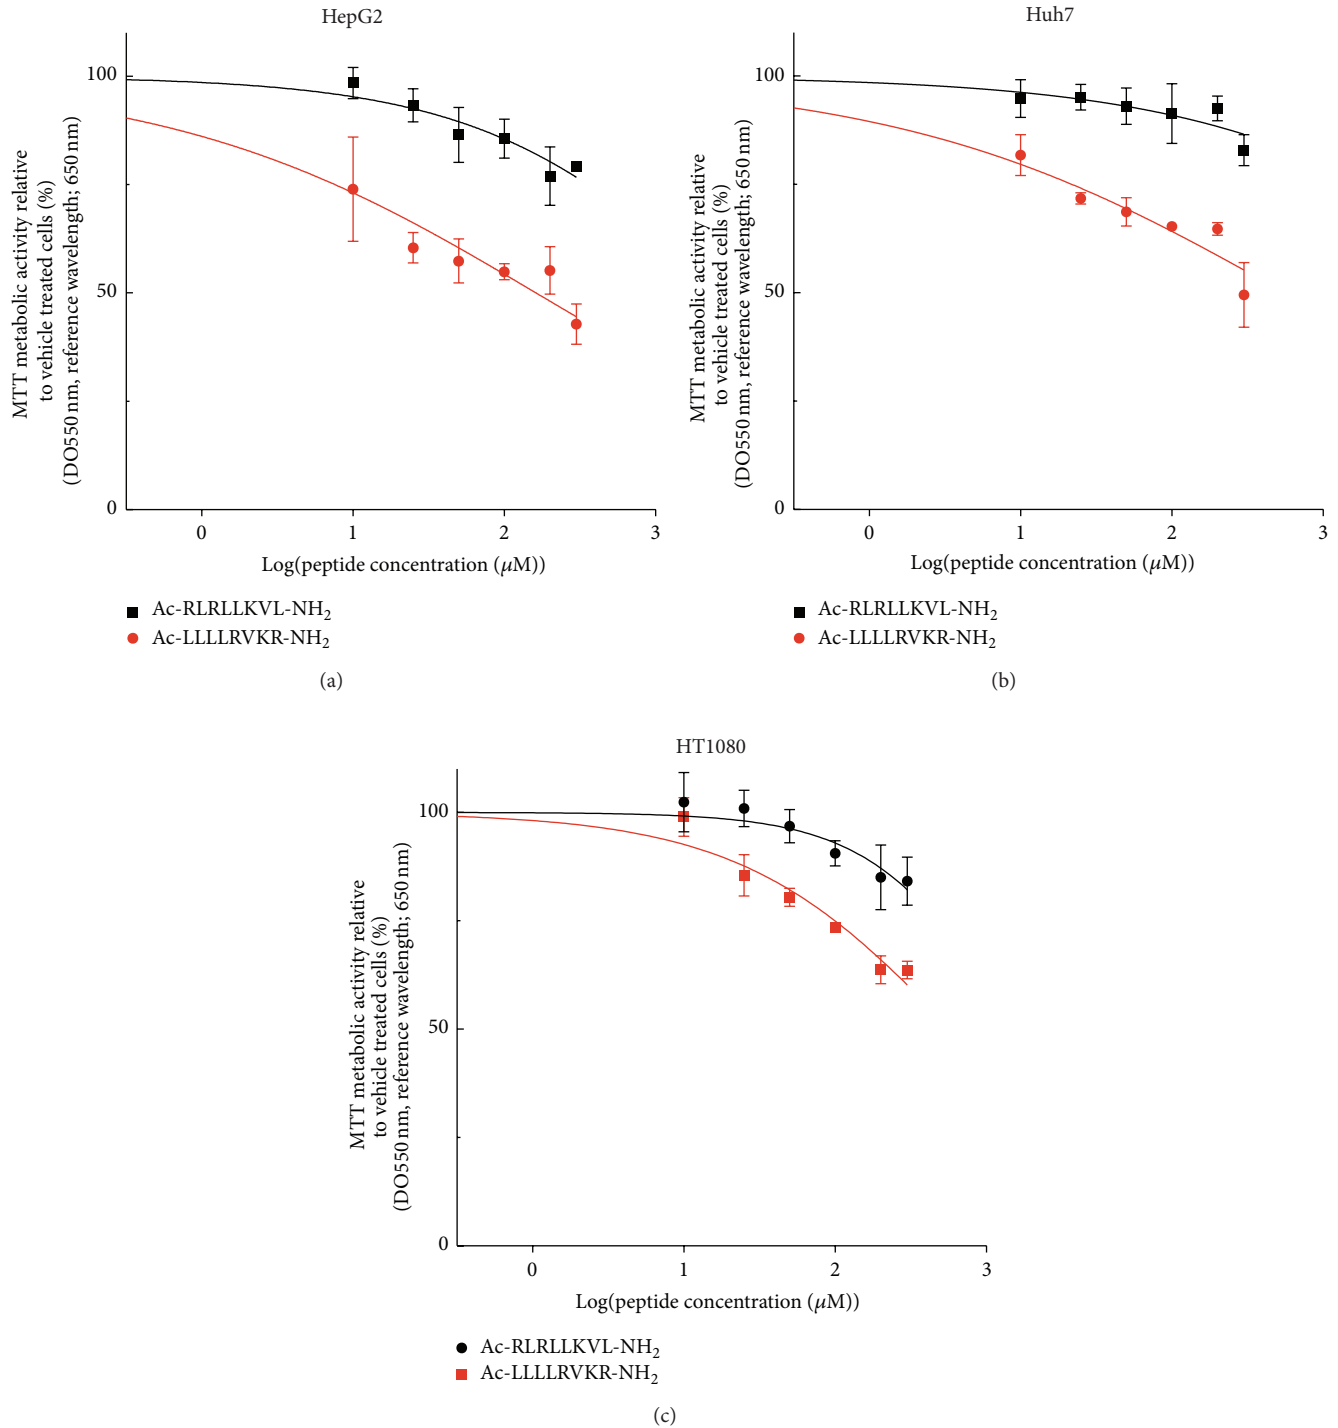 HepG2
100
50
0
MTT metabolic activity relative
to vehicle treated cells (%)
(DO550 nm, reference wavelength; 650 nm)
0 1 2 3
Log(peptide concentration (μM))
Ac-RLRLLKVL-NH2
Ac-LLLLRVKR-NH2
(a)
Huh7
100
50
0
MTT metabolic activity relative
to vehicle treated cells (%)
(DO550 nm, reference wavelength; 650 nm)
0 1 2 3
Log(peptide concentration (μM))
Ac-RLRLLKVL-NH2
Ac-LLLLRVKR-NH2
(b)
HT1080
100
50
0
MTT metabolic activity relative
to vehicle treated cells (%)
(DO550 nm, reference wavelength; 650 nm)
0 1 2 3
Log(peptide concentration (μM))
Ac-RLRLLKVL-NH2
Ac-LLLLRVKR-NH2
(c)